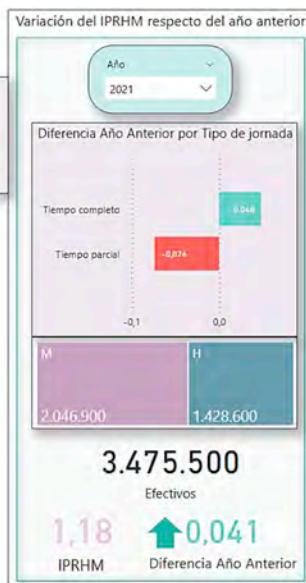 Variación del IPRHM respecto del año anterior
Año
2021
Diferencia Año Anterior por Tipo de jornada
Tiempo completo
0,048
Tiempo parcial
-0,074
-0,1
0,0
M
H
2.046.900
1.428.600
3.475.500
Efectivos
1,18
0,041
IPRHM
Diferencia Año Anterior